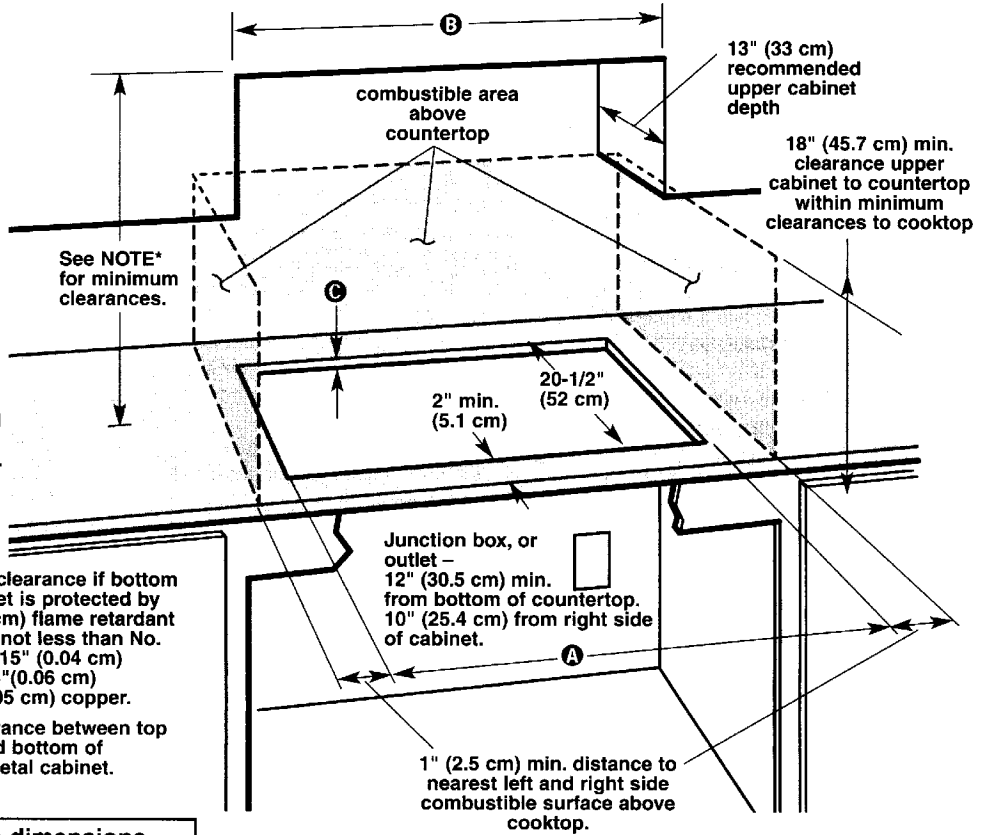 B
13" (33 cm)
recommended
upper cabinet
depth
combustible area
above
countertop
18" (45.7 cm) min.
clearance upper
cabinet to countertop
within minimum
clearances to cooktop
See NOTE*
for minimum
clearances.
C
20-1/2"
(52 cm)
2" min.
(5.1 cm)
Junction box, or
outlet –
12" (30.5 cm) min.
from bottom of countertop.
10" (25.4 cm) from right side
of cabinet.
A
clearance if bottom
et is protected by
cm) flame retardant
not less than No.
15" (0.04 cm)
"(0.06 cm)
05 cm) copper.
rance between top
d bottom of
etal cabinet.
1" (2.5 cm) min. distance to
nearest left and right side
combustible surface above
cooktop.
dimensions